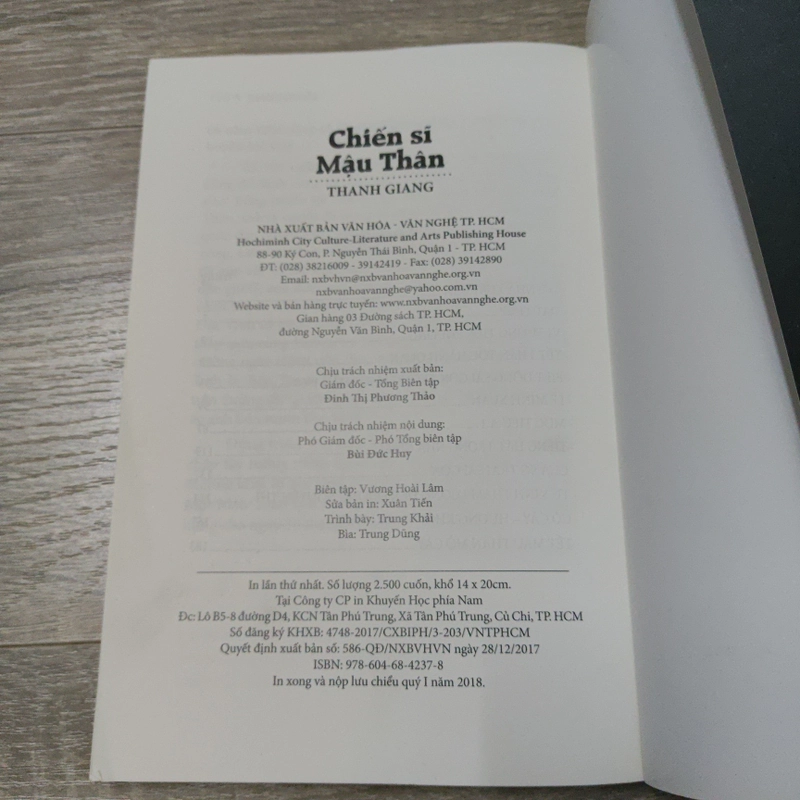 Chiến sĩ
Mậu Thân
THANH GIANG
NHÀ XUẤT BẢN VĂN HÓA - VĂN NGHỆ TP. HCM
Hochiminh City Culture-Literature and Arts Publishing House
88-90 Ký Con, P. Nguyễn Thái Bình, Quận 1 - TP. HCM
ĐT: (028) 38216009 - 39142419 - Fax: (028) 39142890
Email: nxbvhvn@nxbvanhoavannghe.org.vn
nxbvanhoavannghe@yahoo.com.vn
Website và bán hàng trực tuyến: www.nxbvanhoavannghe.org.vn
Gian hàng 03 Đường sách TP. HCM,
đường Nguyễn Văn Bình, Quận 1, TP. HCM
Chịu trách nhiệm xuất bản:
Giám đốc - Tổng Biên tập
Đinh Thị Phương Thảo
Chịu trách nhiệm nội dung:
Phó Giám đốc - Phó Tổng biên tập
Bùi Đức Huy
Biên tập: Vương Hoài Lâm
Sửa bản in: Xuân Tiến
Trình bày: Trung Khải
Bìa: Trung Dũng
In lần thứ nhất. Số lượng 2.500 cuốn, khổ 14 x 20cm.
Tại Công ty CP in Khuyến Học phía Nam
Đc: Lô B5-8 đường D4, KCN Tân Phú Trung, Xã Tân Phú Trung, Củ Chi, TP. HCM
Số đăng ký KHXB: 4748-2017/CXBIPH/3-203/VNTPHCM
Quyết định xuất bản số: 586-QĐ/NXBVHVN ngày 28/12/2017
ISBN: 978-604-68-4237-8
In xong và nộp lưu chiểu quý I năm 2018.